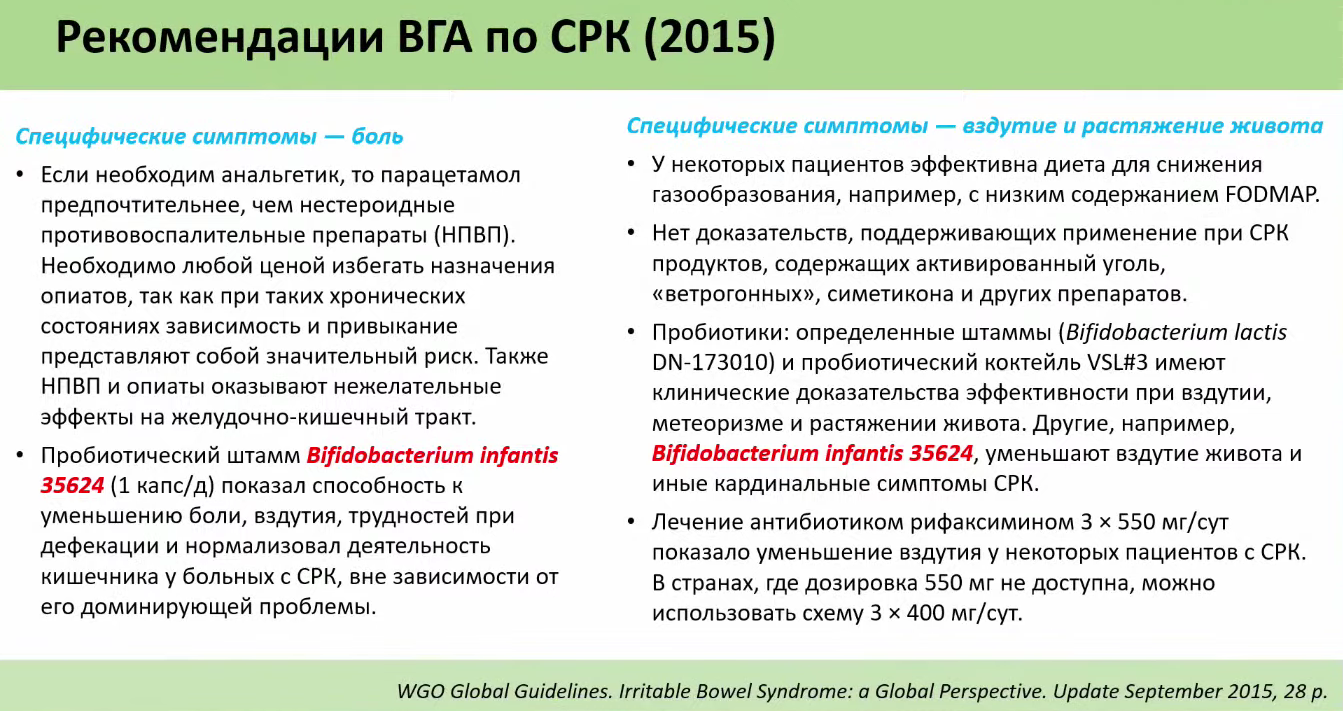 Рекомендации ВГА по СРК (2015)
Специфические симптомы — боль
• Если необходим анальгетик, то парацетамол
предпочтительнее, чем нестероидные
противовоспалительные препараты (НПВП).
Необходимо любой ценой избегать назначения
опиатов, так как при таких хронических
состояниях зависимость и привыкание
представляют собой значительный риск. Также
НПВП и опиаты оказывают нежелательные
эффекты на желудочно-кишечный тракт.
• Пробиотический штамм Bifidobacterium infantis
35624 (1 капс/д) показал способность к
уменьшению боли, вздутия, трудностей при
дефекации и нормализовал деятельность
кишечника у больных с СРК, вне зависимости от
его доминирующей проблемы.
Специфические симптомы — вздутие и растяжение живота
• У некоторых пациентов эффективна диета для снижения
газообразования, например, с низким содержанием FODMAP.
• Нет доказательств, поддерживающих применение при СРК
продуктов, содержащих активированный уголь,
«ветрогонных», симетикона и других препаратов.
• Пробиотики: определенные штаммы (Bifidobacterium lactis
DN-173010) и пробиотический коктейль VSL#3 имеют
клинические доказательства эффективности при вздутии,
метеоризме и растяжении живота. Другие, например,
Bifidobacterium infantis 35624, уменьшают вздутие живота и
иные кардинальные симптомы СРК.
• Лечение антибиотиком рифаксимином 3 × 550 мг/сут
показало уменьшение вздутия у некоторых пациентов с СРК.
В странах, где дозировка 550 мг не доступна, можно
использовать схему 3 × 400 мг/сут.
WGO Global Guidelines. Irritable Bowel Syndrome: a Global Perspective. Update September 2015, 28 p.